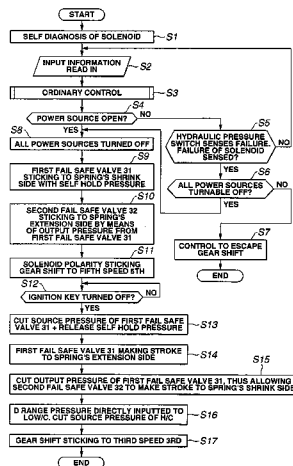 START
SELF DIAGNOSIS OF SOLENOID
S1
INPUT INFORMATION
READ IN
S2
ORDINARY CONTROL
S3
S4
POWER SOURCE OPEN?
NO
YES
S5
HYDRAULIC PRESSURE
SWITCH SENSES FAILURE.
FAILURE OF SOLENOID
SENSED?
NO
YES
S6
ALL POWER SOURCES
TURNABLE OFF?
YES
NO
S7
CONTROL TO ESCAPE
GEAR SHIFT
END
S8
ALL POWER SOURCES TURNED OFF
S9
FIRST FAIL SAFE VALVE 31
STICKING TO SPRING'S SHRINK
SIDE WITH SELF HOLD PRESSURE
S10
SECOND FAIL SAFE VALVE 32
STICKING TO SPRING'S
EXTENSION SIDE BY MEANS
OF OUTPUT PRESSURE FROM
FIRST FAIL SAFE VALVE 31
S11
SOLENOID POLARITY STICKING
GEAR SHIFT TO FIFTH SPEED 5TH
S12
IGNITION KEY TURNED OFF?
NO
YES
CUT SOURCE PRESSURE OF FIRST FAIL SAFE
VALVE 31 + RELEASE SELF HOLD PRESSURE
S13
FIRST FAIL SAFE VALVE 31 MAKING STROKE
TO SPRING'S EXTENSION SIDE
S14
S15
CUT OUTPUT PRESSURE OF FIRST FAIL SAFE VALVE 31, THUS ALLOWING
SECOND FAIL SAFE VALVE 32 TO MAKE STROKE TO SPRING'S SHRINK SIDE
D RANGE PRESSURE DIRECTLY INPUTTED TO
LOW/C. CUT SOURCE PRESSURE OF H/C
S16
GEAR SHIFT STICKING TO THIRD SPEED 3RD
S17
END